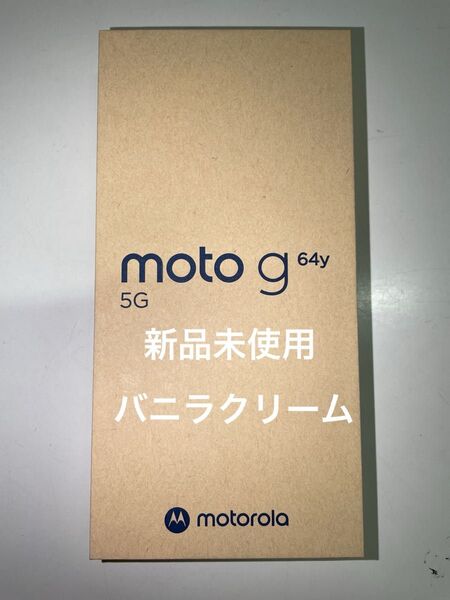 moto g 64y
5G
新品未使用
バニラクリーム
motorola